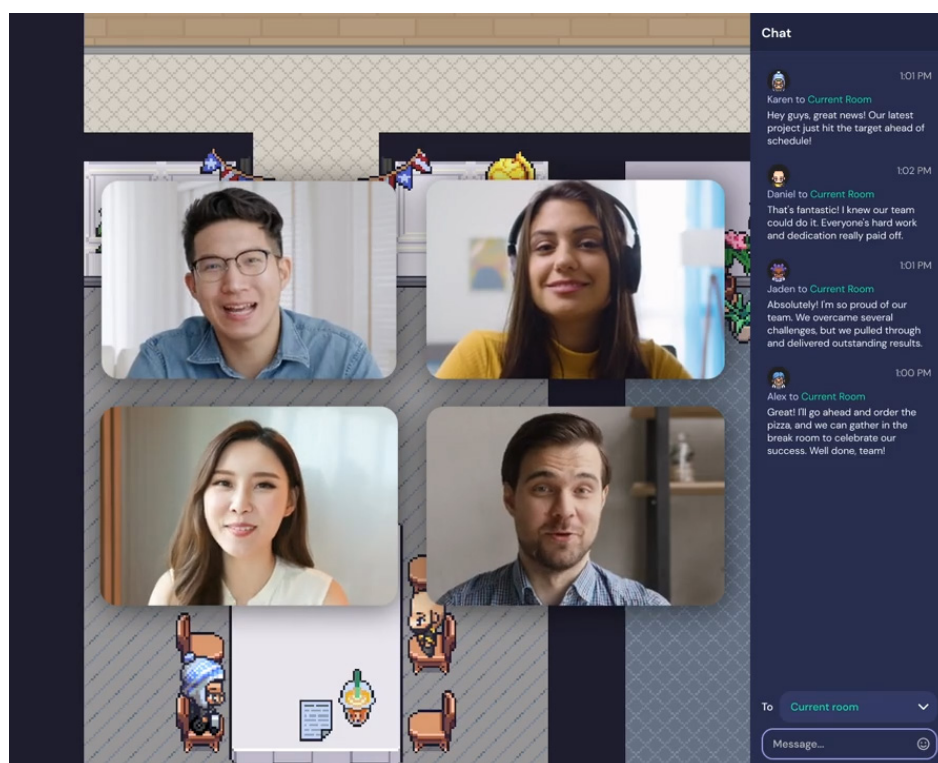 Chat
1:01 PM
Karen to Current Room
Hey guys, great news! Our latest
project just hit the target ahead of
schedule!
1:02 PM
Daniel to Current Room
That's fantastic! I knew our team
could do it. Everyone's hard work
and dedication really paid off.
1:01 PM
Jaden to Current Room
Absolutely! I'm so proud of our
team. We overcame several
challenges, but we pulled through
and delivered outstanding results.
1:00 PM
Alex to Current Room
Great! I'll go ahead and order the
pizza, and we can gather in the
break room to celebrate our
success. Well done, team!
To Current room
Message...